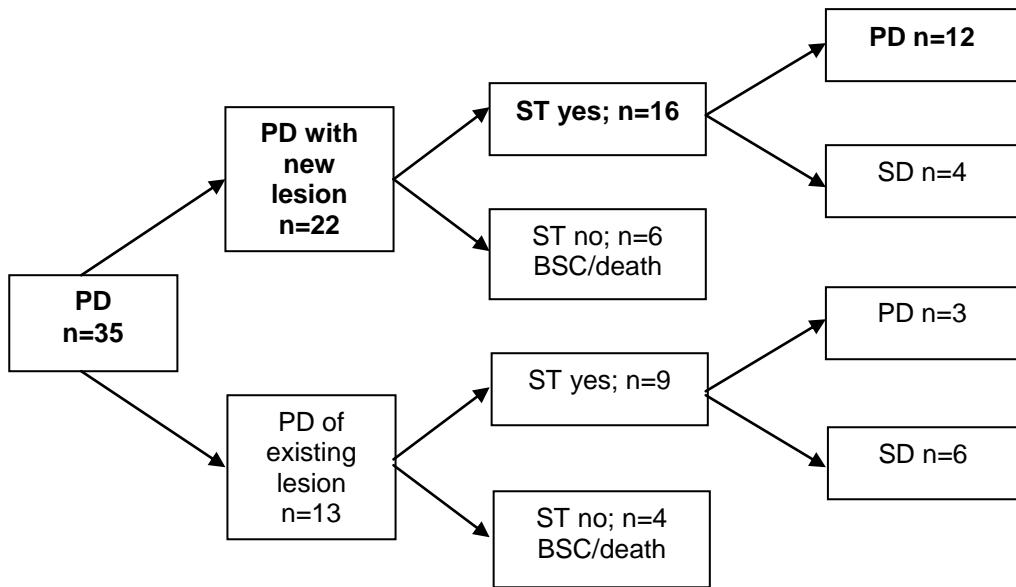 PD
n=35
PD with
new
lesion
n=22
PD of
existing
lesion
n=13
ST yes; n=16
ST no; n=6
BSC/death
ST yes; n=9
ST no; n=4
BSC/death
PD n=12
SD n=4
PD n=3
SD n=6